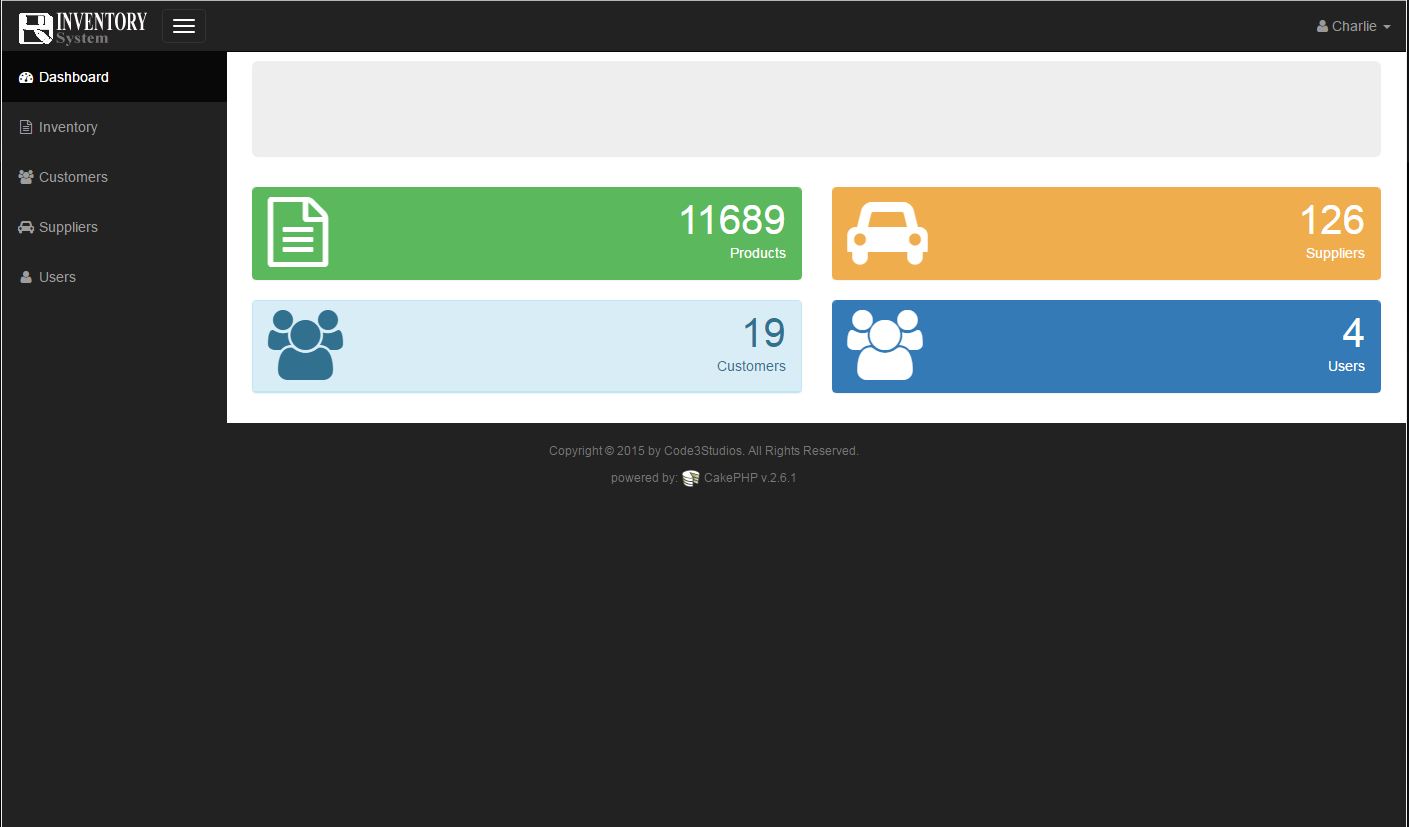 INVENTORY
System
Charlie
Dashboard
Inventory
Customers
Suppliers
Users
11689
Products
126
Suppliers
19
Customers
4
Users
Copyright © 2015 by Code3Studios. All Rights Reserved.
powered by: CakePHP v.2.6.1